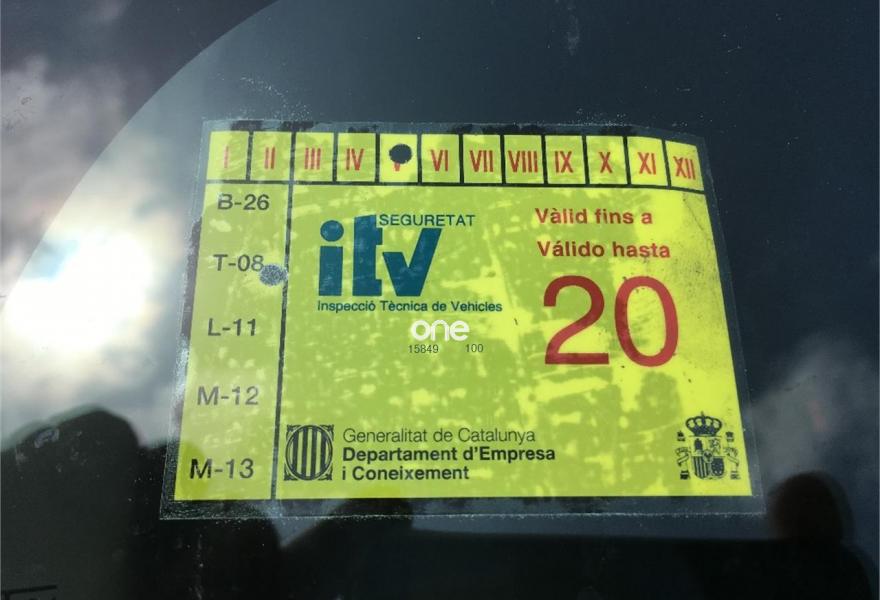 I II III IV V VI VII VIII IX X XI XII
B-26
T-08
L-11
M-12
M-13
SEGURETAT
itv
Inspecció Tècnica de Vehicles
one
15849 100
Vàlid fins a
Válido hasta
20
Generalitat de Catalunya
Departament d'Empresa
i Coneixement